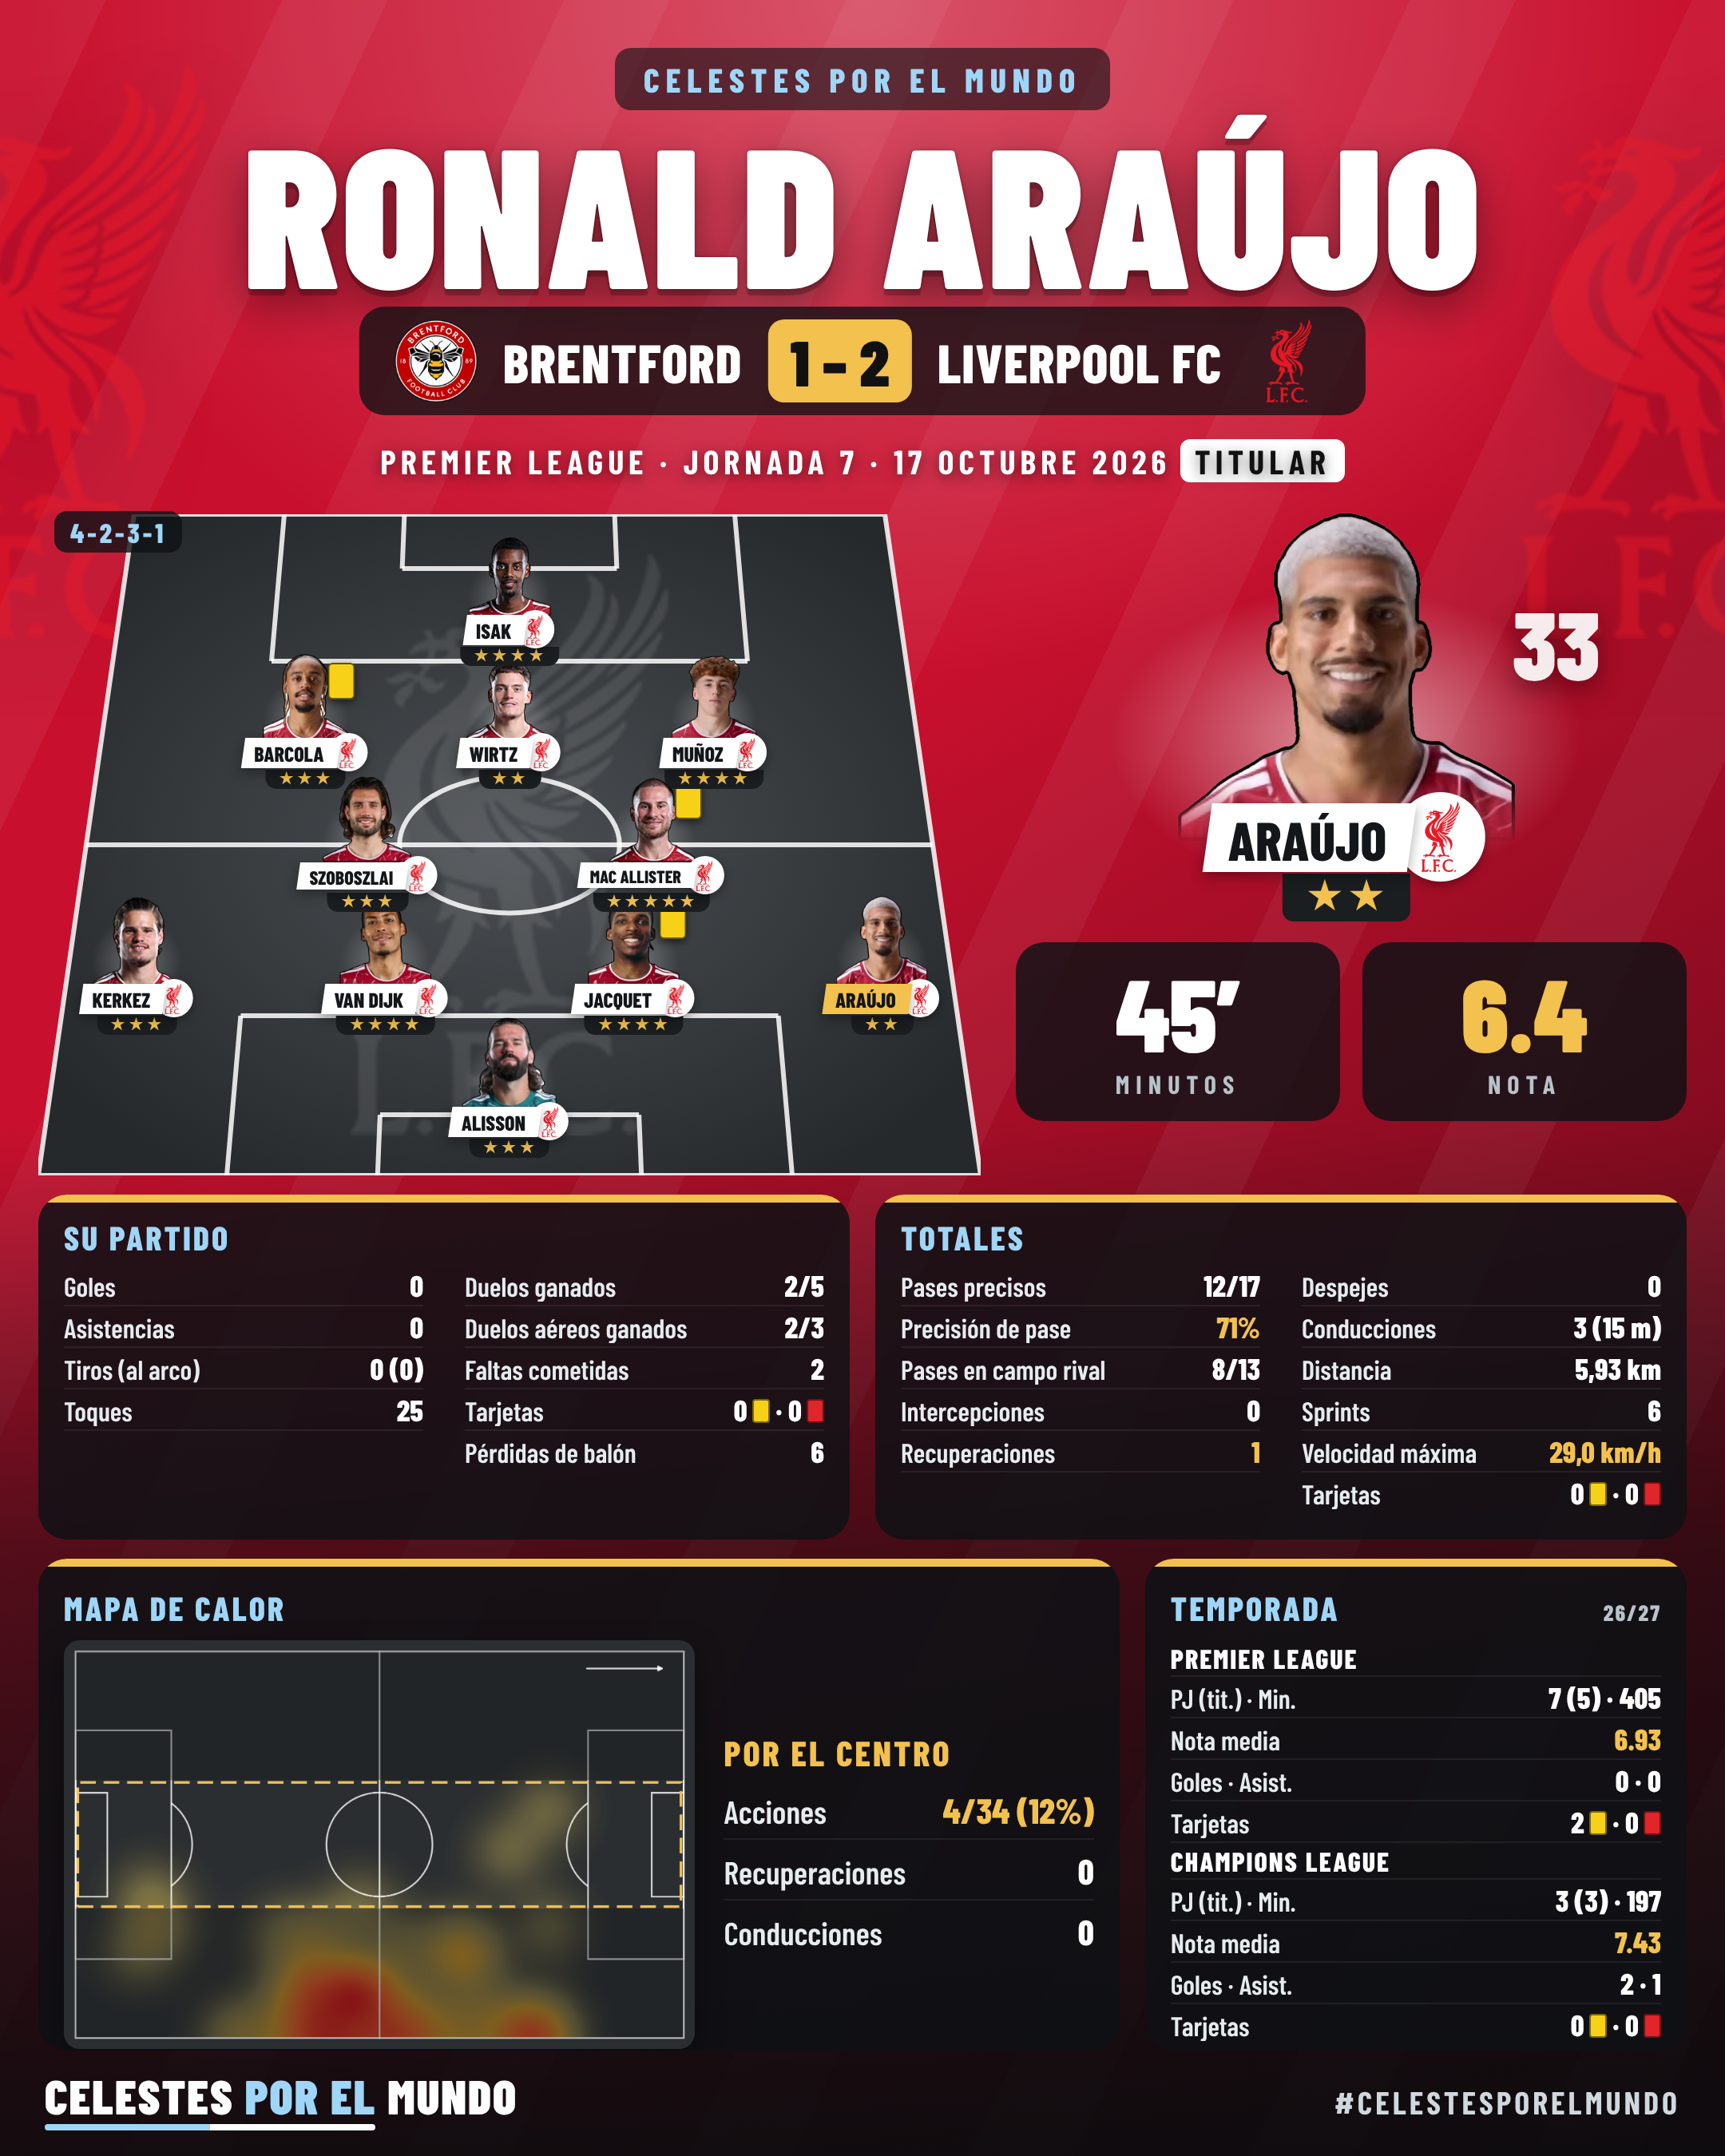 CELESTES POR EL MUNDO
RONALD ARAÚJO
BRENTFORD FOOTBALL CLUB 18 89 BRENTFORD 1 - 2 LIVERPOOL FC L.F.C.
PREMIER LEAGUE · JORNADA 7 · 17 OCTUBRE 2026 TITULAR
4-2-3-1
ISAK
BARCOLA
WIRTZ
MUÑOZ
SZOBOSZLAI
MAC ALLISTER
KERKEZ
VAN DIJK
JACQUET
ARAÚJO
ALISSON
33
ARAÚJO
L.F.C.
45'
MINUTOS
6.4
NOTA
SU PARTIDO
Goles 0
Asistencias 0
Tiros (al arco) 0 (0)
Toques 25
Duelos ganados 2/5
Duelos aéreos ganados 2/3
Faltas cometidas 2
Tarjetas 0 · 0
Pérdidas de balón 6
TOTALES
Pases precisos 12/17
Precisión de pase 71%
Pases en campo rival 8/13
Intercepciones 0
Recuperaciones 1
Despejes 0
Conducciones 3 (15 m)
Distancia 5,93 km
Sprints 6
Velocidad máxima 29,0 km/h
Tarjetas 0 · 0
MAPA DE CALOR
POR EL CENTRO
Acciones 4/34 (12%)
Recuperaciones 0
Conducciones 0
TEMPORADA 26/27
PREMIER LEAGUE
PJ (tit.) · Min. 7 (5) · 405
Nota media 6.93
Goles · Asist. 0 · 0
Tarjetas 2 · 0
CHAMPIONS LEAGUE
PJ (tit.) · Min. 3 (3) · 197
Nota media 7.43
Goles · Asist. 2 · 1
Tarjetas 0 · 0
CELESTES POR EL MUNDO
#CELESTESPORELMUNDO